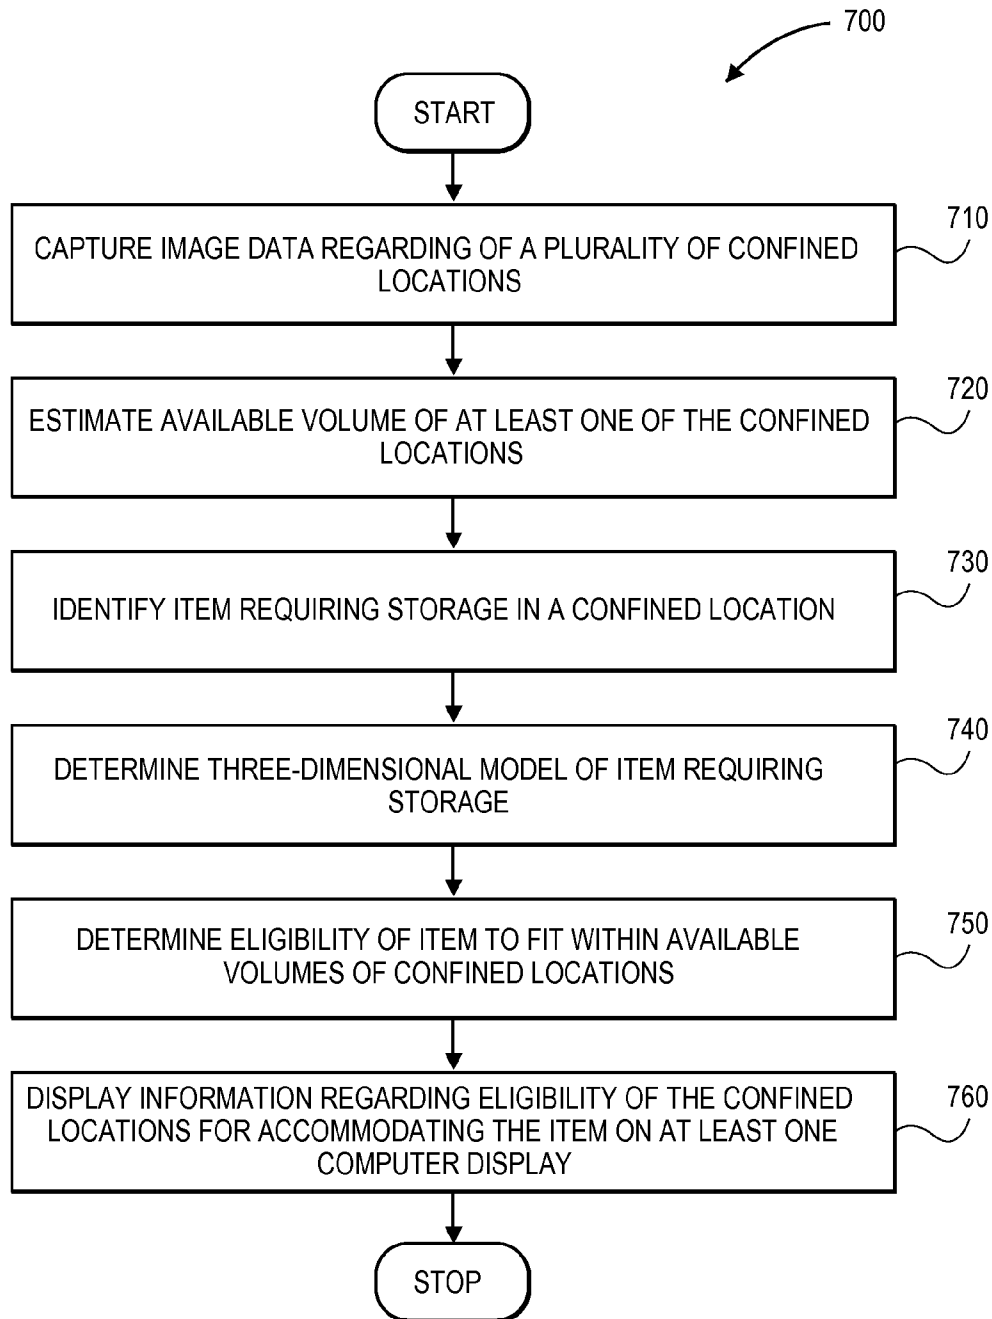 700
START
710
CAPTURE IMAGE DATA REGARDING OF A PLURALITY OF CONFINED
LOCATIONS
720
ESTIMATE AVAILABLE VOLUME OF AT LEAST ONE OF THE CONFINED
LOCATIONS
730
IDENTIFY ITEM REQUIRING STORAGE IN A CONFINED LOCATION
740
DETERMINE THREE-DIMENSIONAL MODEL OF ITEM REQUIRING
STORAGE
750
DETERMINE ELIGIBILITY OF ITEM TO FIT WITHIN AVAILABLE
VOLUMES OF CONFINED LOCATIONS
760
DISPLAY INFORMATION REGARDING ELIGIBILITY OF THE CONFINED
LOCATIONS FOR ACCOMMODATING THE ITEM ON AT LEAST ONE
COMPUTER DISPLAY
STOP